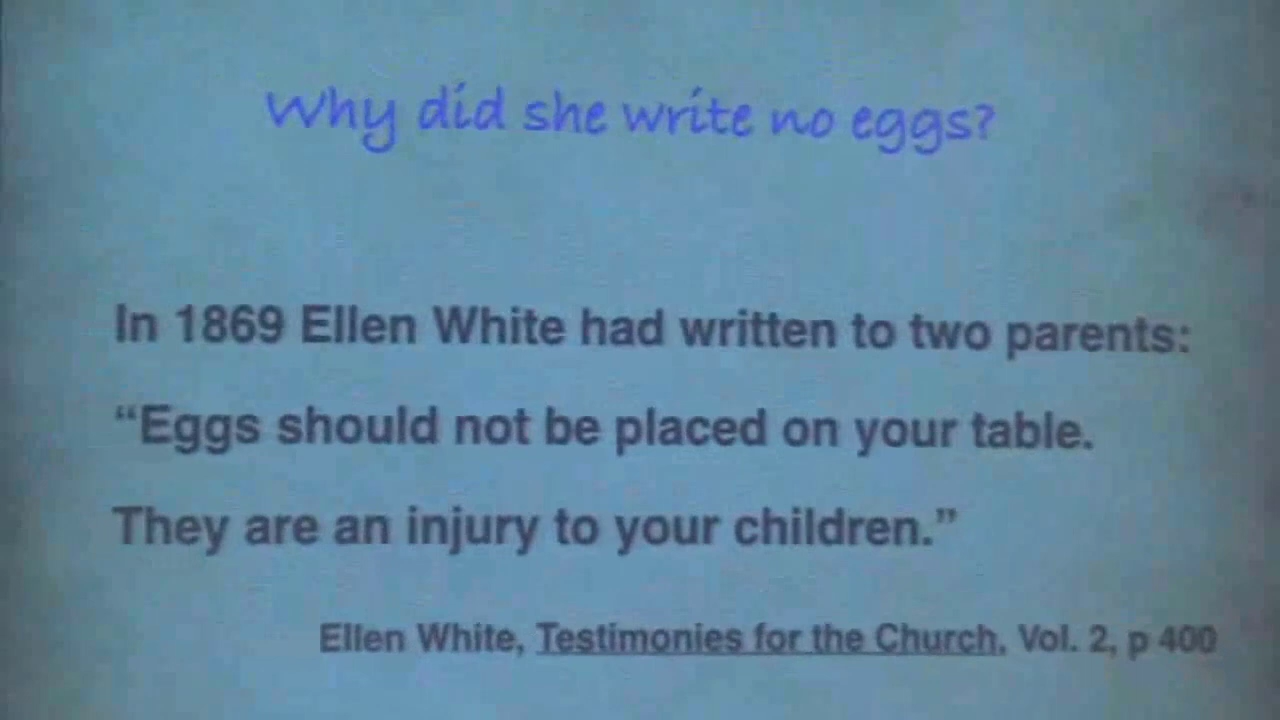 Why did she write no eggs?
In 1869 Ellen White had written to two parents:
“Eggs should not be placed on your table.
They are an injury to your children.”
Ellen White, Testimonies for the Church, Vol. 2, p 400